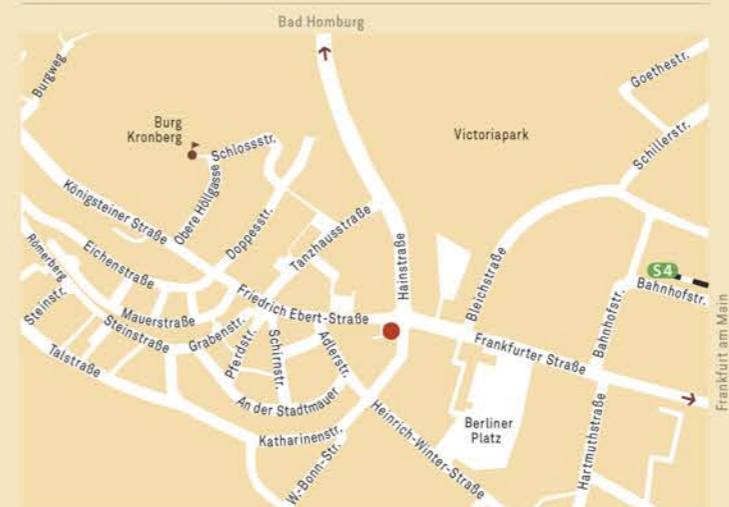 Bad Homburg
Burgweg
Goethestr.
Burg
Kronberg
Schlossstr.
Victoriapark
Schillerstr.
Königsteiner Straße
Obere Höllgasse
Doppesstr.
Tanzhausstraße
Hainstraße
Bleichstraße
Römerberg
Eichenstraße
S4
Bahnhofstr.
Steinstr.
Mauerstraße
Steinstraße
Friedrich Ebert-Straße
Grabenstr.
Pferdstr.
Schirnstr.
Adlerstr.
Frankfurter Straße
Bahnhofstr.
Frankfurt am Main
Talstraße
An der Stadtmauer
Katharinenstr.
W.-Bonn-Str.
Heinrich-Winter-Straße
Berliner
Platz
Hartmuthstraße